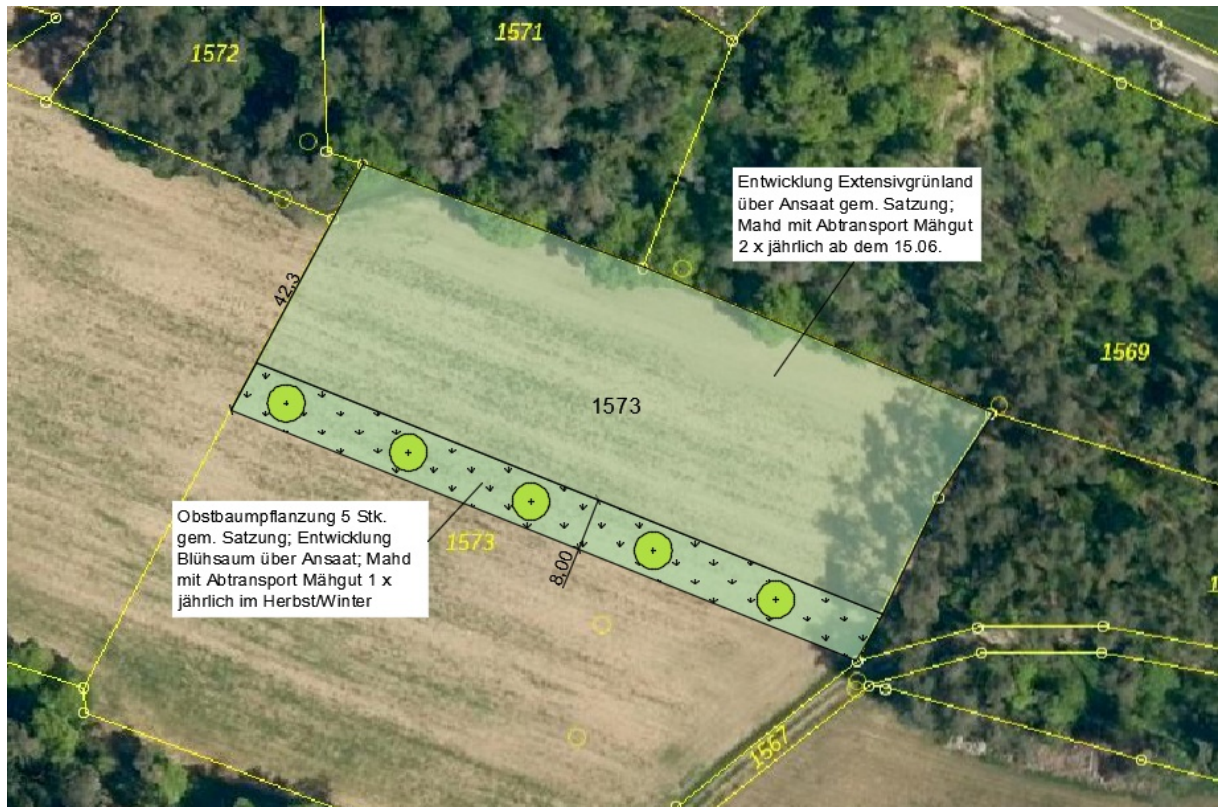 1571
1572
Entwicklung Extensivgrünland
über Ansaat gem. Satzung;
Mahd mit Abtransport Mähgut
2 x jährlich ab dem 15.06.
42,3
1569
1573
Obstbaumpflanzung 5 Stk.
gem. Satzung; Entwicklung
Blühsaum über Ansaat; Mahd
mit Abtransport Mähgut 1 x
jährlich im Herbst/Winter
1573
8,00
1567